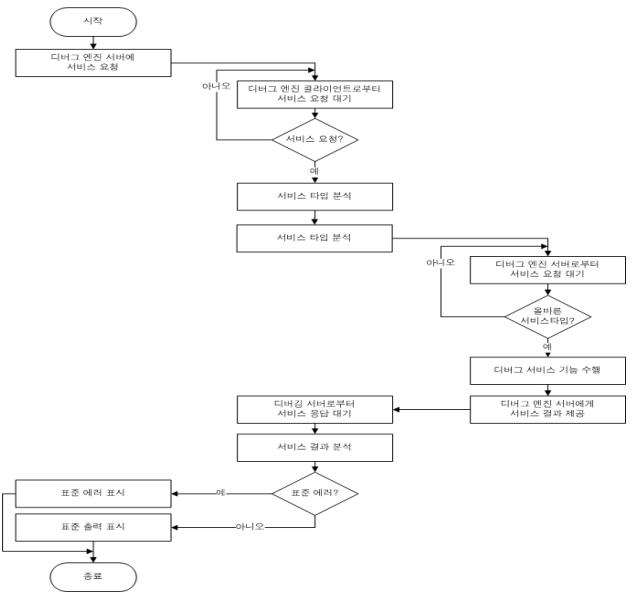 시작
디버그 엔진 서버에
서비스 요청
아니오
디버그 엔진 클라이언트로부터
서비스 요청 대기
서비스 요청?
예
서비스 타입 분석
서비스 타입 분석
아니오
디버그 엔진 서버로부터
서비스 요청 대기
올바른
서비스타입?
예
디버그 서비스 기능 수행
디버깅 서버로부터
서비스 응답 대기
디버그 엔진 서버에게
서비스 결과 제공
서비스 결과 분석
표준 에러 표시
예
표준 에러?
표준 출력 표시
아니오
종료